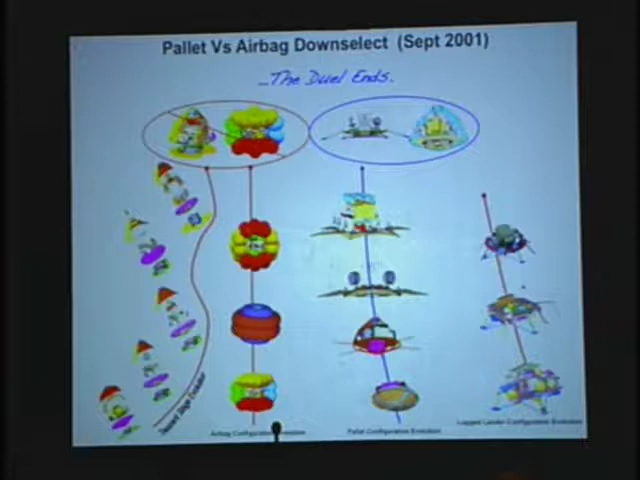 Pallet Vs Airbag Downselect (Sept 2001)
...The Duel Ends.
Airbag Configuration Evolution
Pallet Configuration Evolution
Legged Lander Configuration Evolution